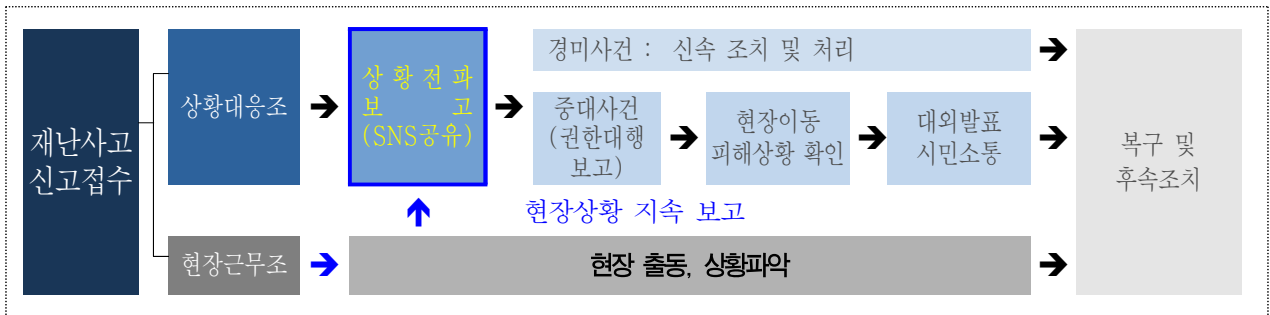 재난사고
신고접수
상황대응조
상 황 전 파
보 고
(SNS공유)
경미사건 : 신속 조치 및 처리
중대사건
(권한대행
보고)
현장이동
피해상황 확인
대외발표
시민소통
복구 및
후속조치
현장상황 지속 보고
현장근무조
현장 출동, 상황파악